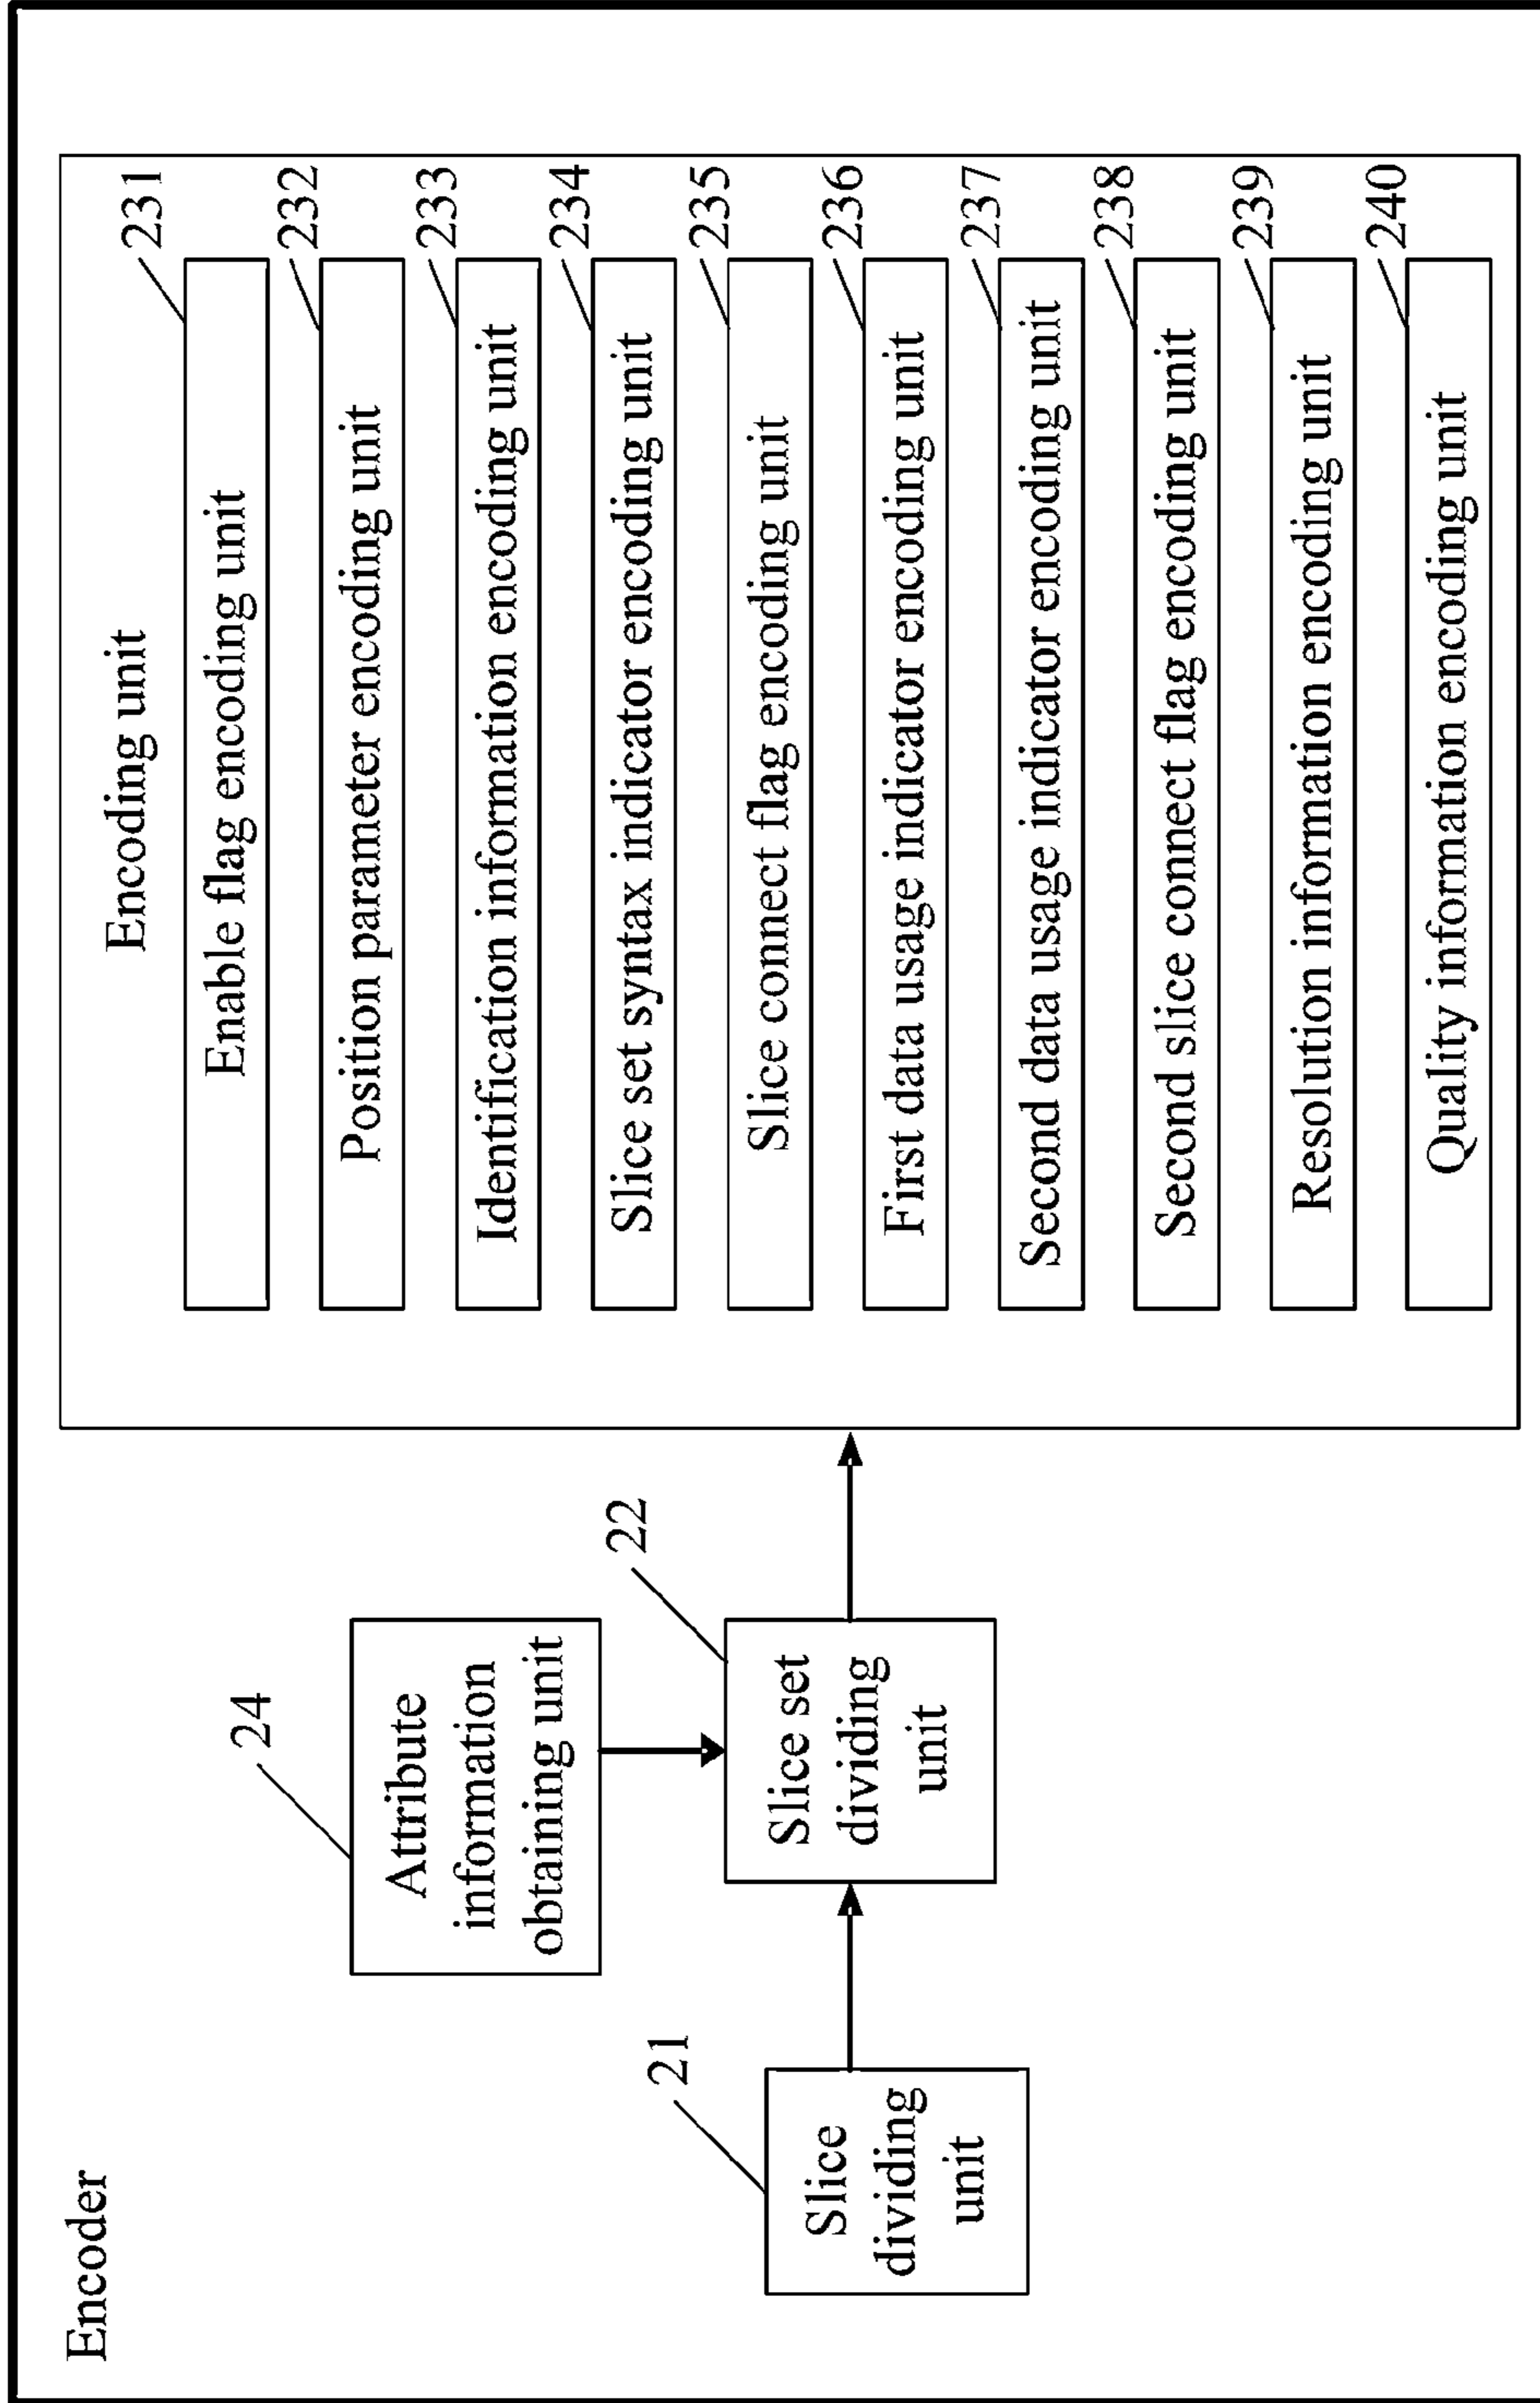 Encoder
21
Slice
dividing
unit
24
Attribute
information
obtaining unit
22
Slice set
dividing
unit
Encoding unit
231
Enable flag encoding unit
232
Position parameter encoding unit
233
Identification information encoding unit
234
Slice set syntax indicator encoding unit
235
Slice connect flag encoding unit
236
First data usage indicator encoding unit
237
Second data usage indicator encoding unit
238
Second slice connect flag encoding unit
239
Resolution information encoding unit
240
Quality information encoding unit